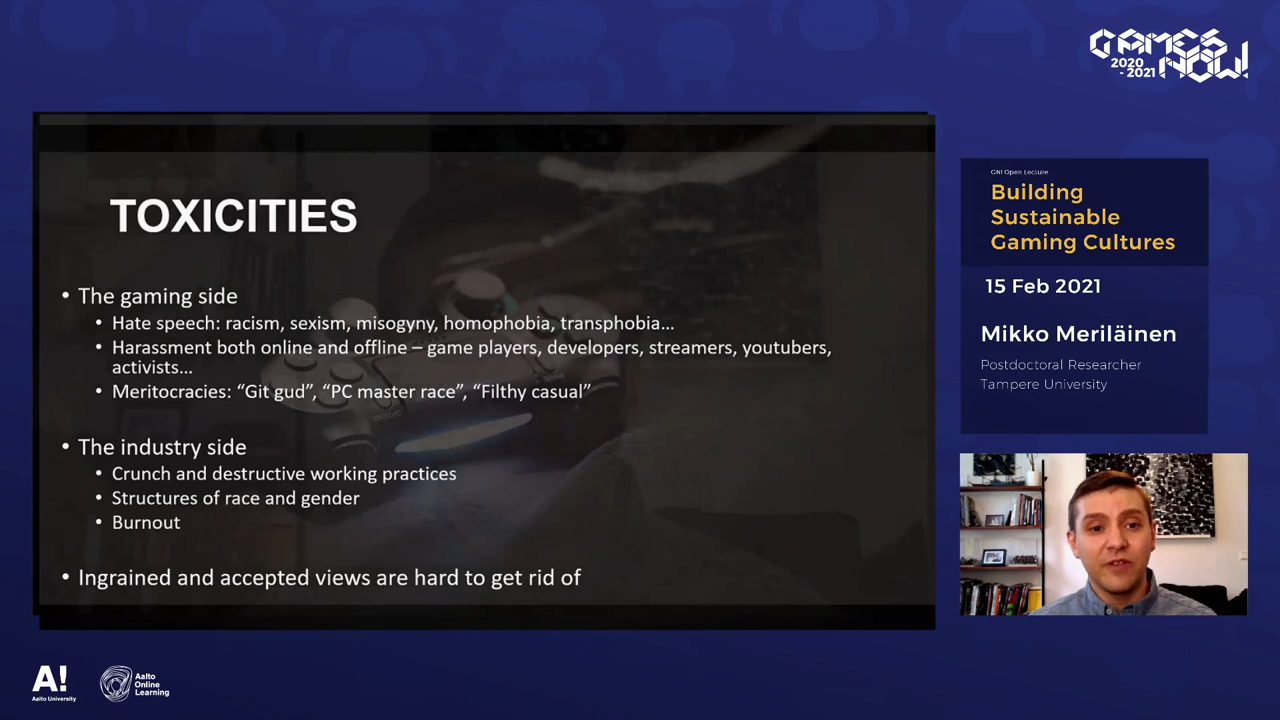 GAMES
2020
- 2021 NOW!
GN! Open Lecture
Building
Sustainable
Gaming Cultures
15 Feb 2021
Mikko Meriläinen
Postdoctoral Researcher
Tampere University
TOXICITIES
• The gaming side
• Hate speech: racism, sexism, misogyny, homophobia, transphobia…
• Harassment both online and offline – game players, developers, streamers, youtubers,
activists…
• Meritocracies: “Git gud”, “PC master race”, “Filthy casual”
• The industry side
• Crunch and destructive working practices
• Structures of race and gender
• Burnout
• Ingrained and accepted views are hard to get rid of
OPTIONS
A!
Aalto University
Aalto
Online
Learning